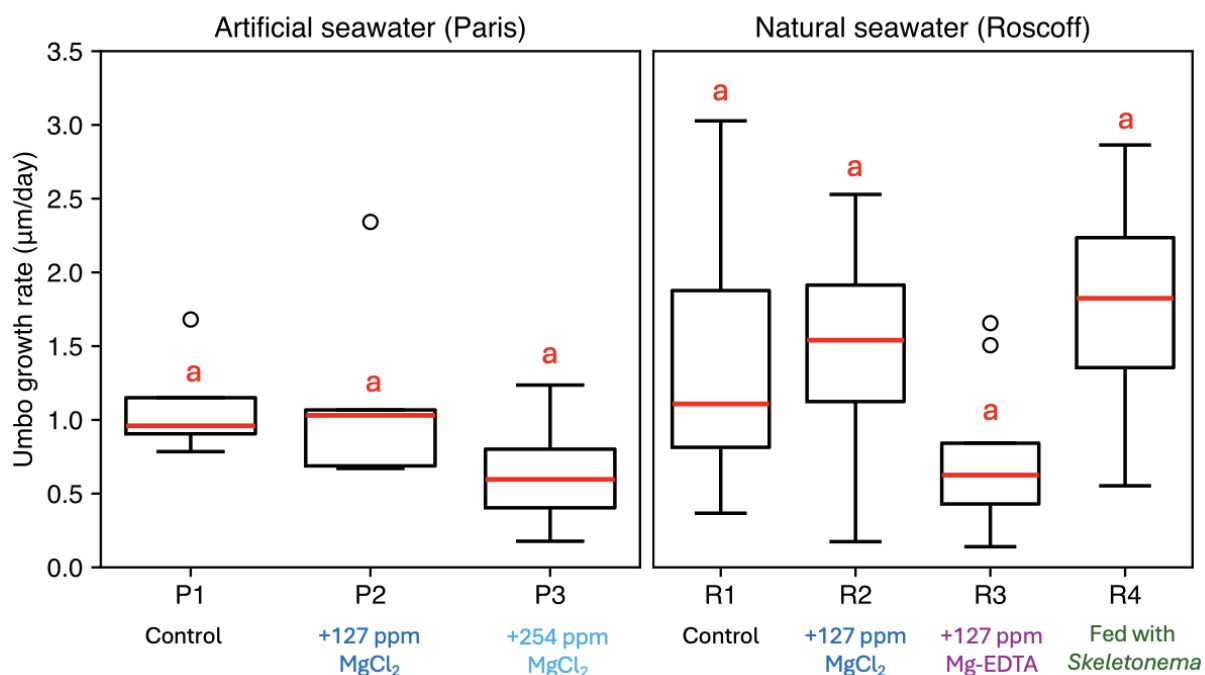 Artificial seawater (Paris)
Natural seawater (Roscoff)
Umbo growth rate (µm/day)
3.5
3.0
2.5
2.0
1.5
1.0
0.5
0.0
a
a
a
a
a
a
a
P1
P2
P3
R1
R2
R3
R4
Control
+127 ppm
MgCl₂
+254 ppm
MgCl₂
Control
+127 ppm
MgCl₂
+127 ppm
Mg-EDTA
Fed with
Skeletonema